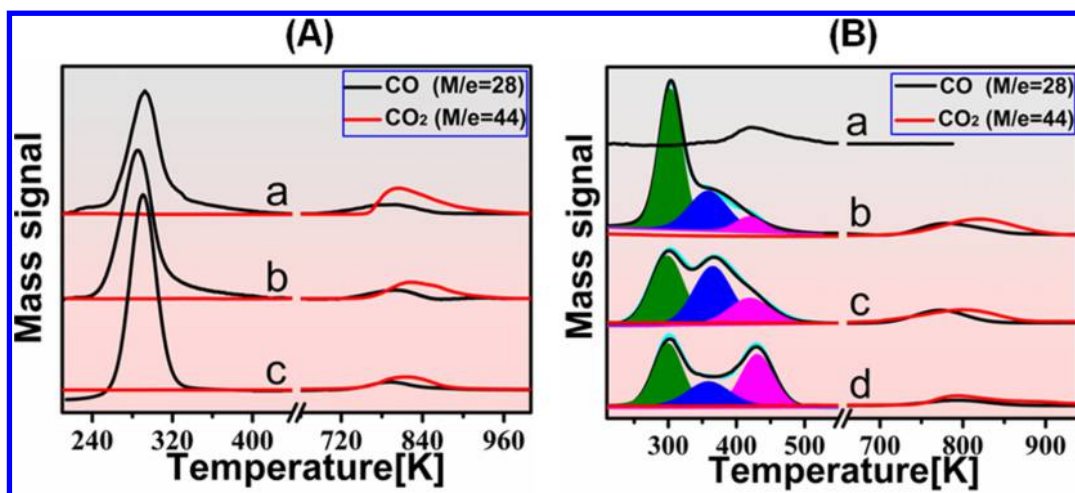 (A)
(B)
CO (M/e=28)
CO₂ (M/e=44)
CO (M/e=28)
CO₂ (M/e=44)
Mass signal
a
b
c
Mass signal
a
b
c
d
240 320 400 720 840 960
300 400 500 700 800 900
Temperature[K]
Temperature[K]